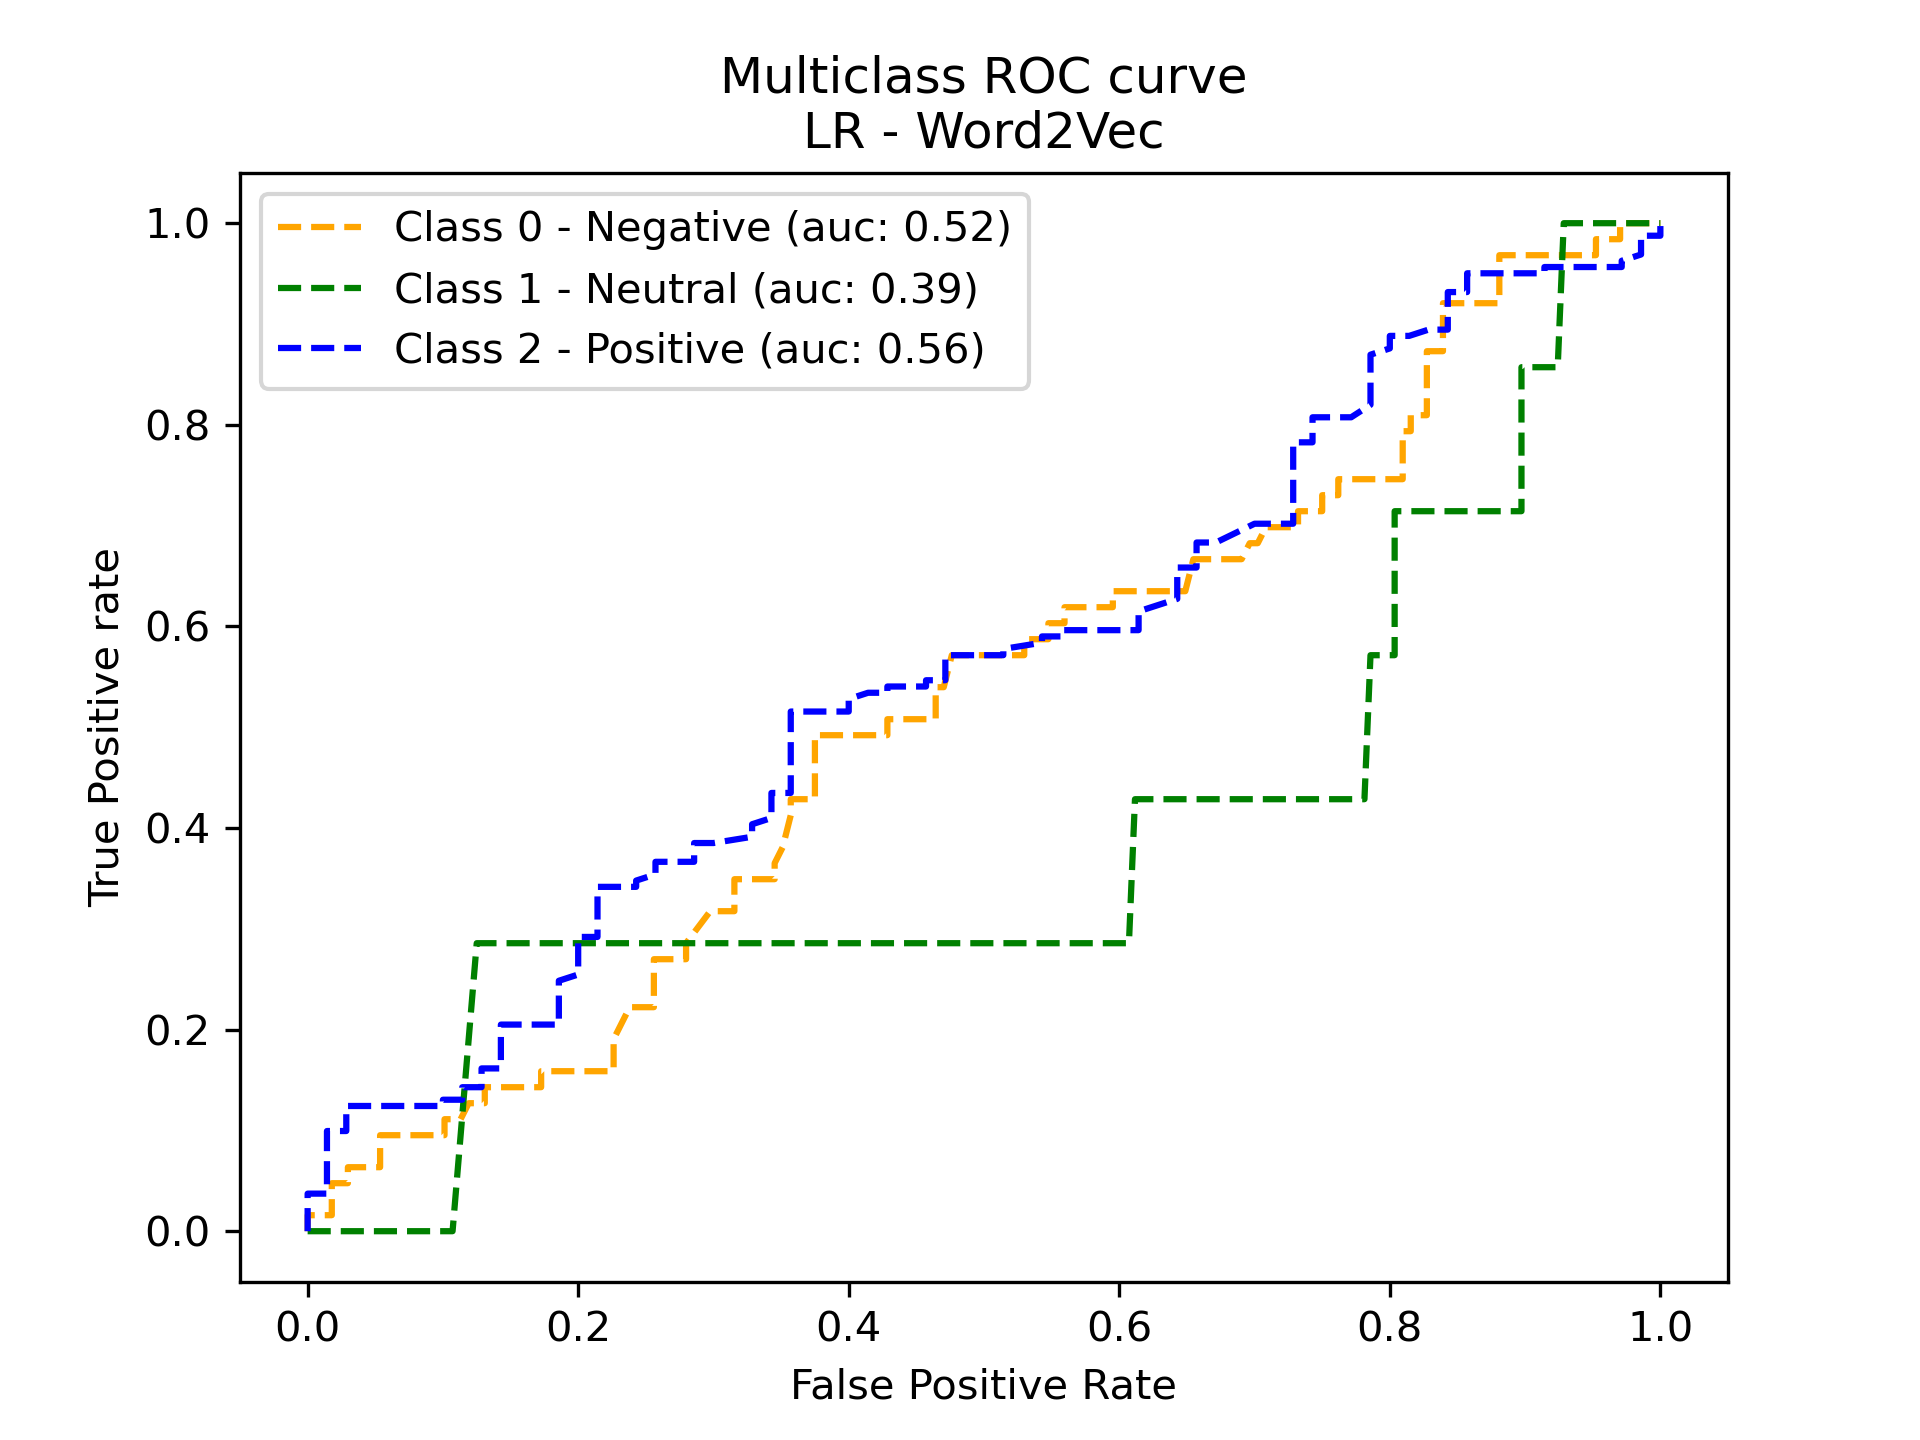 Multiclass ROC curve
LR - Word2Vec
Class 0 - Negative (auc: 0.52)
Class 1 - Neutral (auc: 0.39)
Class 2 - Positive (auc: 0.56)
True Positive rate
1.0
0.8
0.6
0.4
0.2
0.0
0.0 0.2 0.4 0.6 0.8 1.0
False Positive Rate